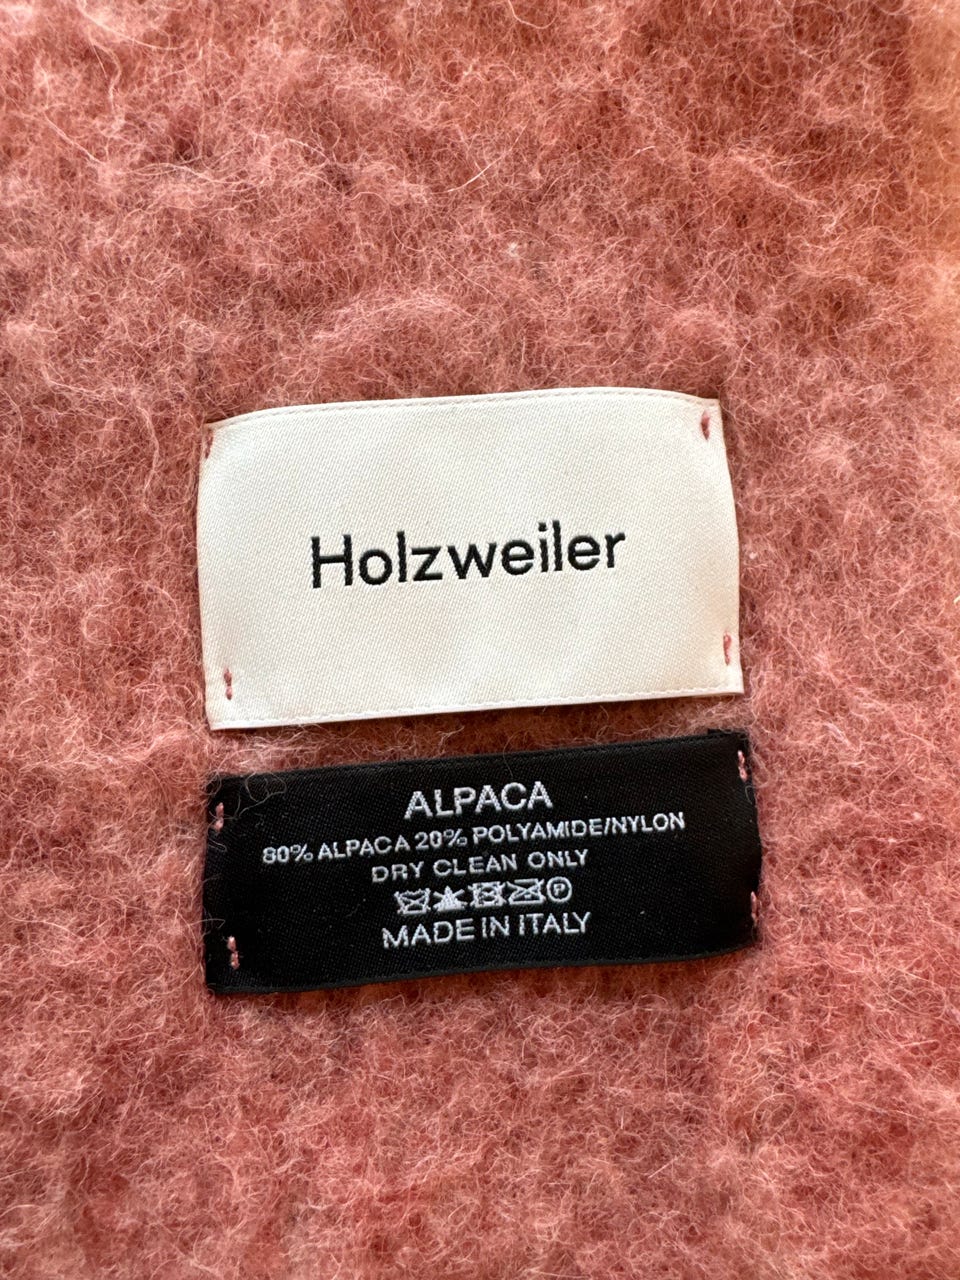 Holzweiler
ALPACA
80% ALPACA 20% POLYAMIDE/NYLON
DRY CLEAN ONLY
Ⓟ
MADE IN ITALY